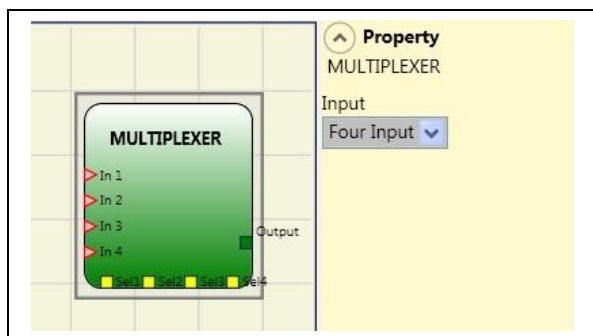 MULTIPLEXER
In 1
In 2
In 3
In 4
Output
Sel1 Sel2 Sel3 Sel4
Property
MULTIPLEXER
Input
Four Input